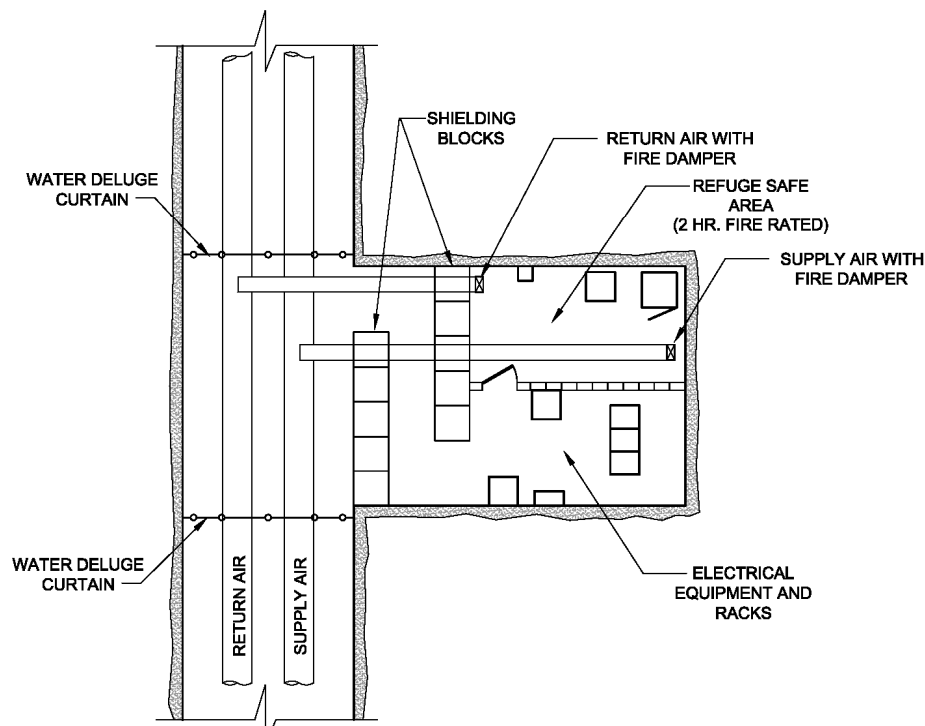 SHIELDING
BLOCKS
RETURN AIR WITH
FIRE DAMPER
WATER DELUGE
CURTAIN
REFUGE SAFE
AREA
(2 HR. FIRE RATED)
SUPPLY AIR WITH
FIRE DAMPER
WATER DELUGE
CURTAIN
RETURN AIR
SUPPLY AIR
ELECTRICAL
EQUIPMENT AND
RACKS